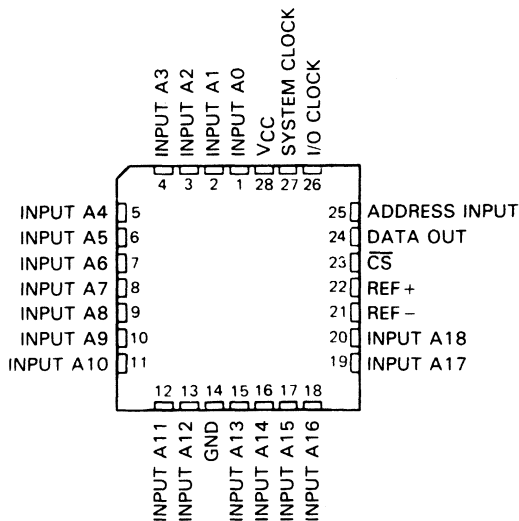 INPUT A3
INPUT A2
INPUT A1
INPUT A0
VCC
SYSTEM CLOCK
I/O CLOCK
4 3 2 1 28 27 26
INPUT A4 5
INPUT A5 6
INPUT A6 7
INPUT A7 8
INPUT A8 9
INPUT A9 10
INPUT A10 11
25 ADDRESS INPUT
24 DATA OUT
23 C̅S̅
22 REF+
21 REF−
20 INPUT A18
19 INPUT A17
12 13 14 15 16 17 18
INPUT A11
INPUT A12
GND
INPUT A13
INPUT A14
INPUT A15
INPUT A16